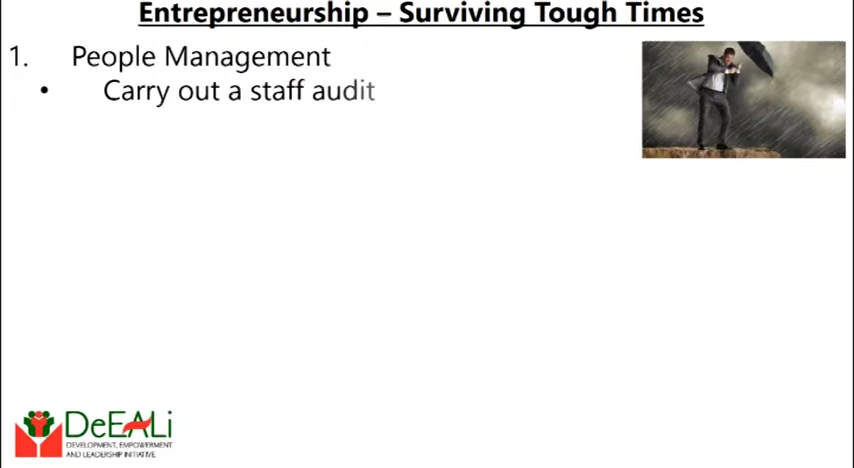 Entrepreneurship – Surviving Tough Times
1. People Management
• Carry out a staff audit
DeEALi
DEVELOPMENT, EMPOWERMENT
AND LEADERSHIP INITIATIVE